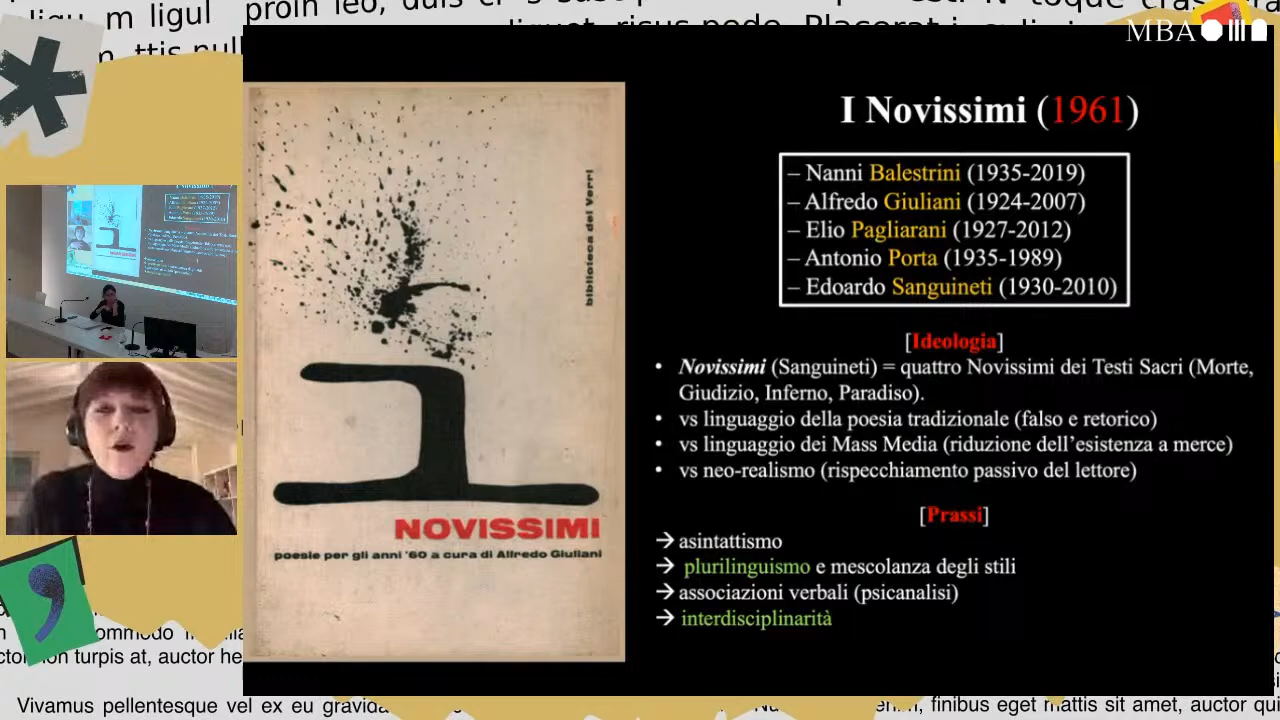 m ligul
proin leo, duis
risus pede. Placerat
MBA
I Novissimi (1961)
– Nanni Balestrini (1935-2019)
– Alfredo Giuliani (1924-2007)
– Elio Pagliarani (1927-2012)
– Antonio Porta (1935-1989)
– Edoardo Sanguineti (1930-2010)
[Ideologia]
• Novissimi (Sanguineti) = quattro Novissimi dei Testi Sacri (Morte,
Giudizio, Inferno, Paradiso).
• vs linguaggio della poesia tradizionale (falso e retorico)
• vs linguaggio dei Mass Media (riduzione dell’esistenza a merce)
• vs neo-realismo (rispecchiamento passivo del lettore)
[Prassi]
→ asintattismo
→ plurilinguismo e mescolanza degli stili
→ associazioni verbali (psicanalisi)
→ interdisciplinarità
biblioteca del Verri
I
NOVISSIMI
poesie per gli anni '60 a cura di Alfredo Giuliani
turpis at, auctor
Vivamus pellentesque vel ex eu gravida
finibus eget mattis sit amet, auctor qui